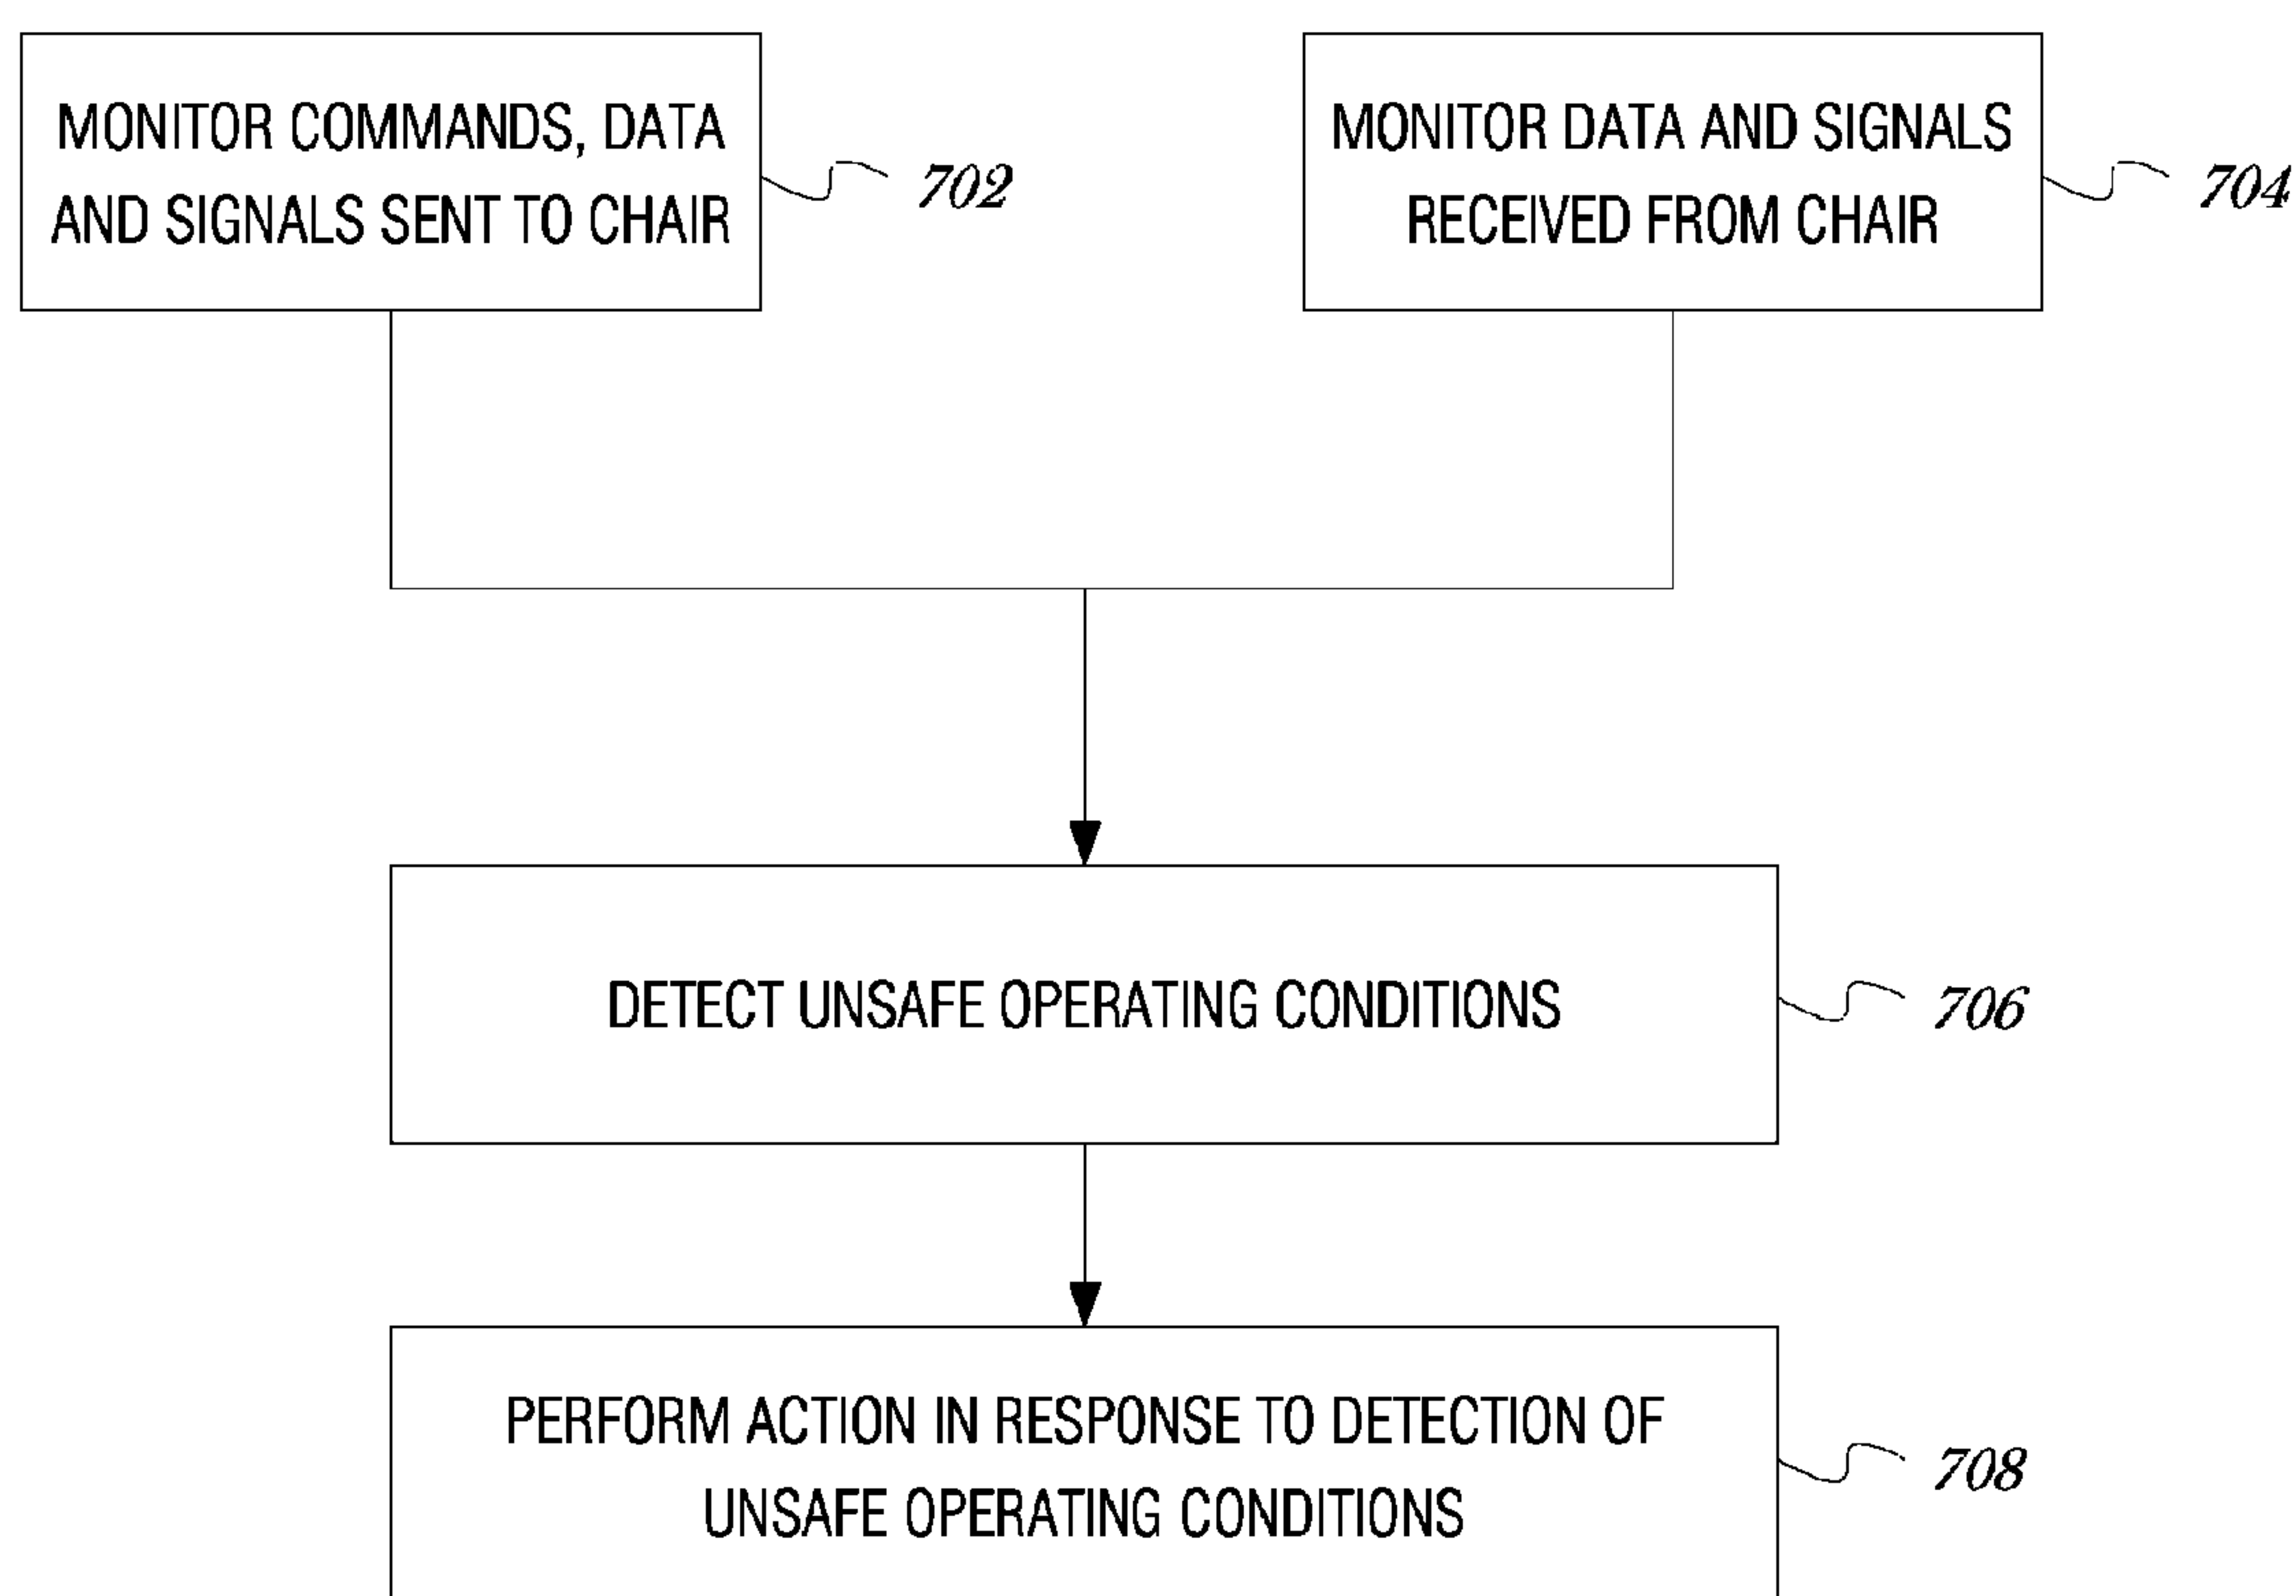 MONITOR COMMANDS, DATA
AND SIGNALS SENT TO CHAIR
702
MONITOR DATA AND SIGNALS
RECEIVED FROM CHAIR
704
DETECT UNSAFE OPERATING CONDITIONS
706
PERFORM ACTION IN RESPONSE TO DETECTION OF
UNSAFE OPERATING CONDITIONS
708